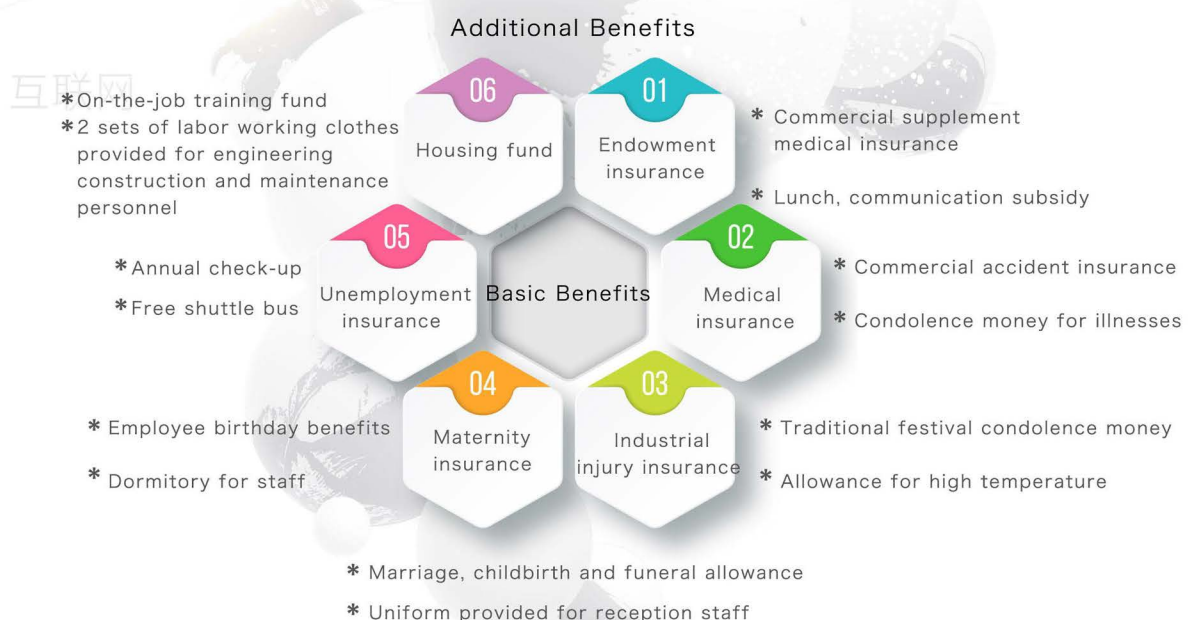 Additional Benefits
互联网
*On-the-job training fund
*2 sets of labor working clothes
provided for engineering
construction and maintenance
personnel
06
Housing fund
01
Endowment
insurance
* Commercial supplement
medical insurance
* Lunch, communication subsidy
*Annual check-up
*Free shuttle bus
05
Unemployment
insurance
Basic Benefits
02
Medical
insurance
* Commercial accident insurance
* Condolence money for illnesses
* Employee birthday benefits
* Dormitory for staff
04
Maternity
insurance
03
Industrial
injury insurance
* Traditional festival condolence money
* Allowance for high temperature
* Marriage, childbirth and funeral allowance
* Uniform provided for reception staff